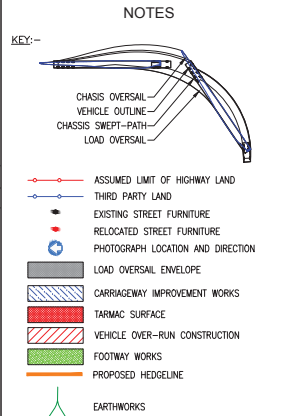 NOTES
KEY:-
CHASIS OVERSAIL
VEHICLE OUTLINE
CHASSIS SWEPT-PATH
LOAD OVERSAIL
ASSUMED LIMIT OF HIGHWAY LAND
THIRD PARTY LAND
EXISTING STREET FURNITURE
RELOCATED STREET FURNITURE
PHOTOGRAPH LOCATION AND DIRECTION
LOAD OVERSAIL ENVELOPE
CARRIAGEWAY IMPROVEMENT WORKS
TARMAC SURFACE
VEHICLE OVER-RUN CONSTRUCTION
FOOTWAY WORKS
PROPOSED HEDGELINE
EARTHWORKS